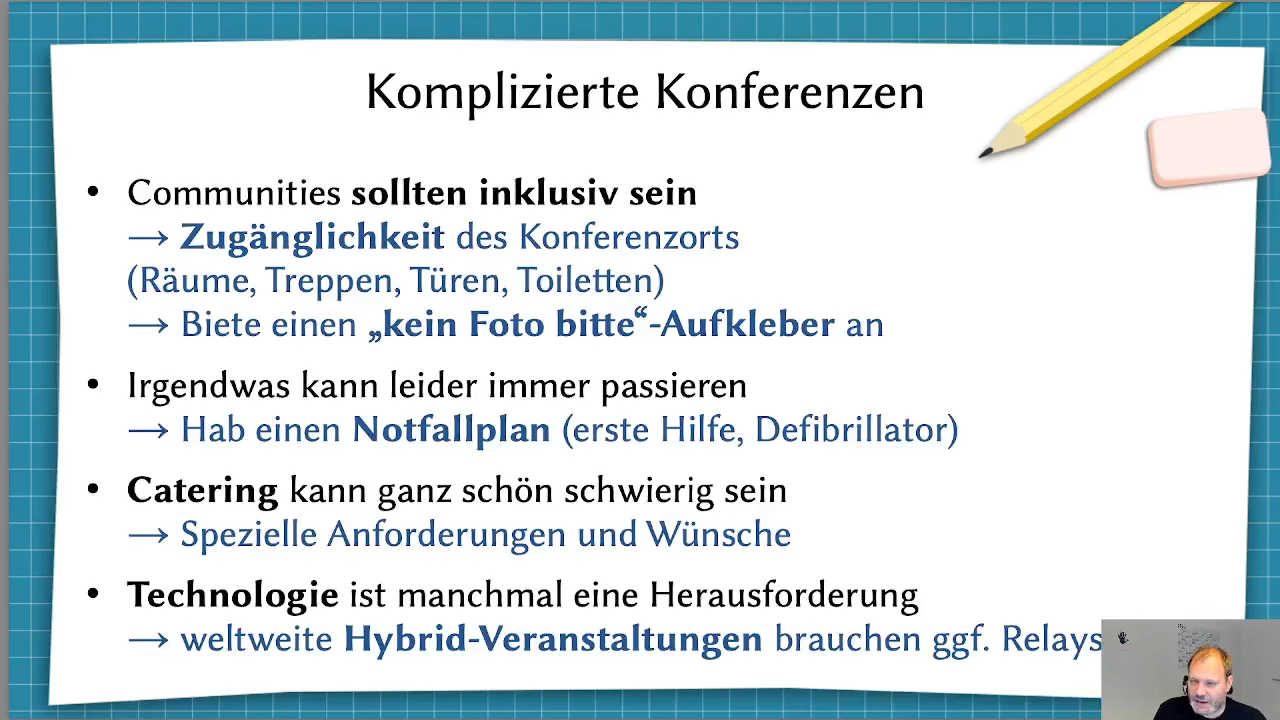 Komplizierte Konferenzen
• Communities sollten inklusiv sein
→ Zugänglichkeit des Konferenzorts
(Räume, Treppen, Türen, Toiletten)
→ Biete einen „kein Foto bitte“-Aufkleber an
• Irgendwas kann leider immer passieren
→ Hab einen Notfallplan (erste Hilfe, Defibrillator)
• Catering kann ganz schön schwierig sein
→ Spezielle Anforderungen und Wünsche
• Technologie ist manchmal eine Herausforderung
→ weltweite Hybrid-Veranstaltungen brauchen ggf. Relays